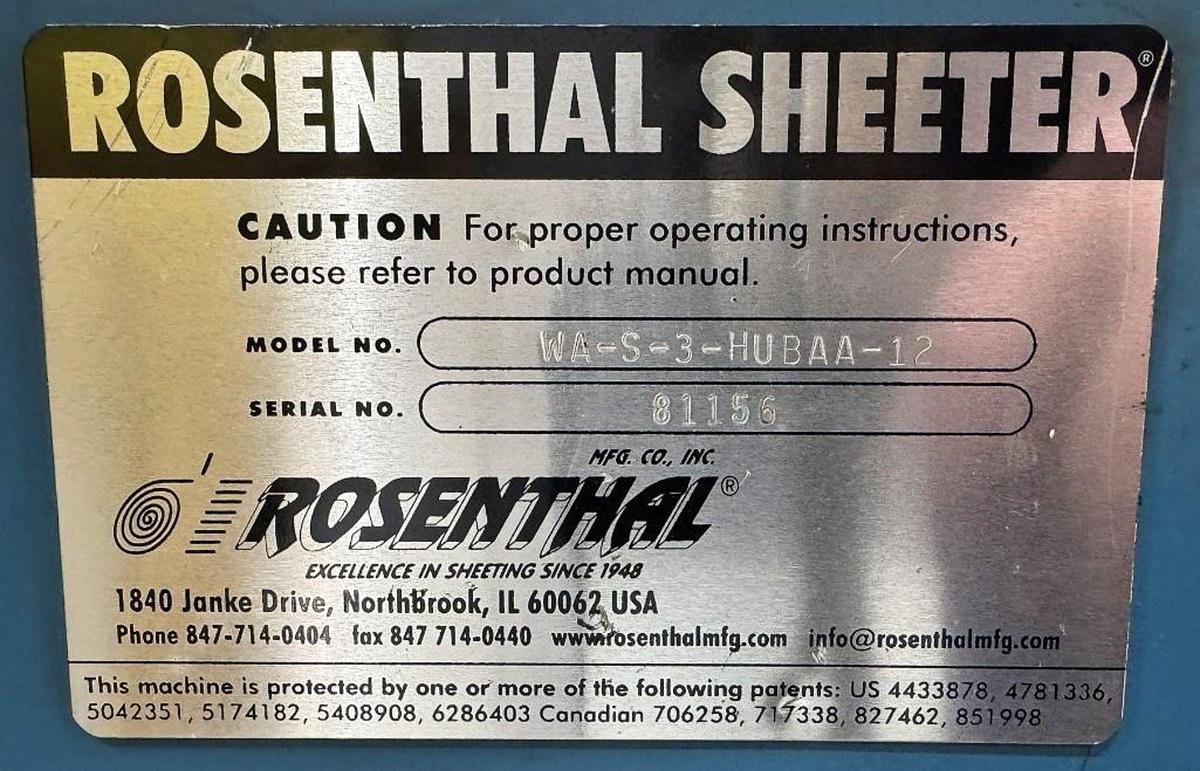 ROSENTHAL SHEETER®
CAUTION For proper operating instructions,
please refer to product manual.
MODEL NO. WA-S-3-HUBAA-12
SERIAL NO. 81156
MFG. CO., INC.
ROSENTHAL®
EXCELLENCE IN SHEETING SINCE 1948
1840 Janke Drive, Northbrook, IL 60062 USA
Phone 847-714-0404 fax 847 714-0440 www.rosenthalmfg.com info@rosenthalmfg.com
This machine is protected by one or more of the following patents: US 4433878, 4781336,
5042351, 5174182, 5408908, 6286403 Canadian 706258, 717338, 827462, 851998